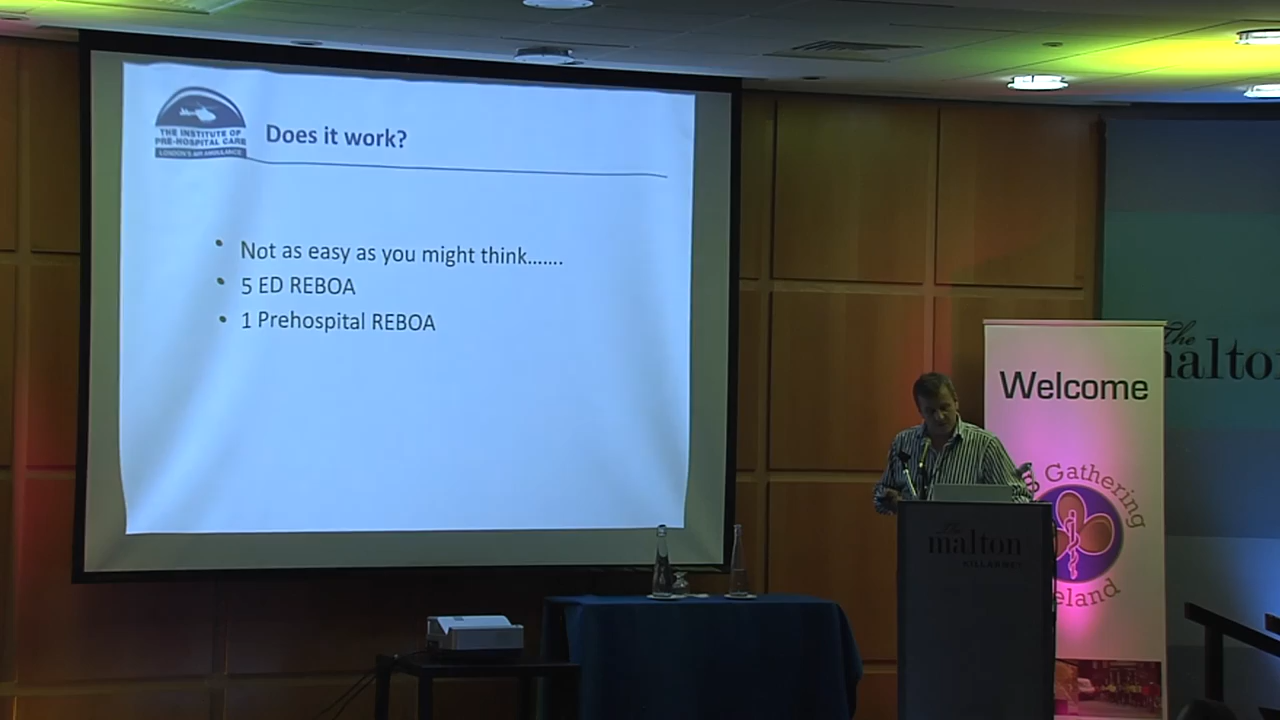 THE INSTITUTE OF
PRE-HOSPITAL CARE
LONDON'S AIR AMBULANCE
Does it work?
• Not as easy as you might think.......
• 5 ED REBOA
• 1 Prehospital REBOA
The
malton
Welcome
Gathering
eland
The
malton
KILLARNEY